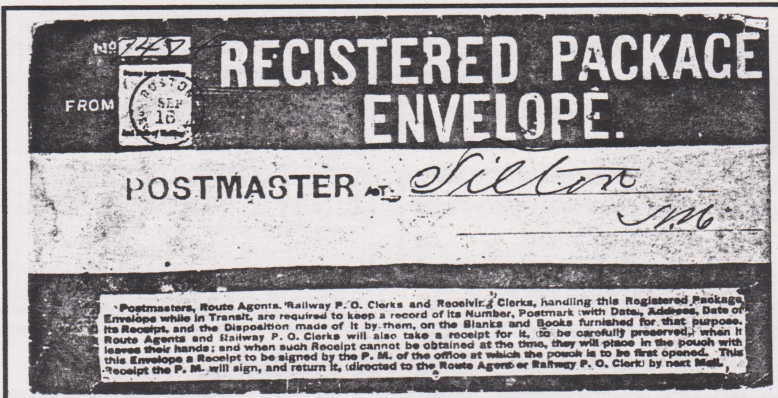 No 745
REGISTERED PACKAGE
ENVELOPE.
FROM
BOSTON
SEP
16
POSTMASTER AT Tilton
N.H.
Postmasters, Route Agents, Railway P. O. Clerks and Receiving Clerks, handling this Registered Package
Envelope while in Transit, are required to keep a record of its Number, Postmark (with Date), Address, Date of
its Receipt, and the Disposition made of it by them, on the Blanks and Books furnished for that purpose.
Route Agents and Railway P. O. Clerks will also take a receipt for it, (to be carefully preserved), when it
leaves their hands; and when such Receipt cannot be obtained at the time, they will place in the pouch with
this Envelope a Receipt to be signed by the P. M. of the office at which the pouch is to be first opened. This
Receipt the P. M. will sign, and return it, (directed to the Route Agent or Railway P. O. Clerk) by next Mail.